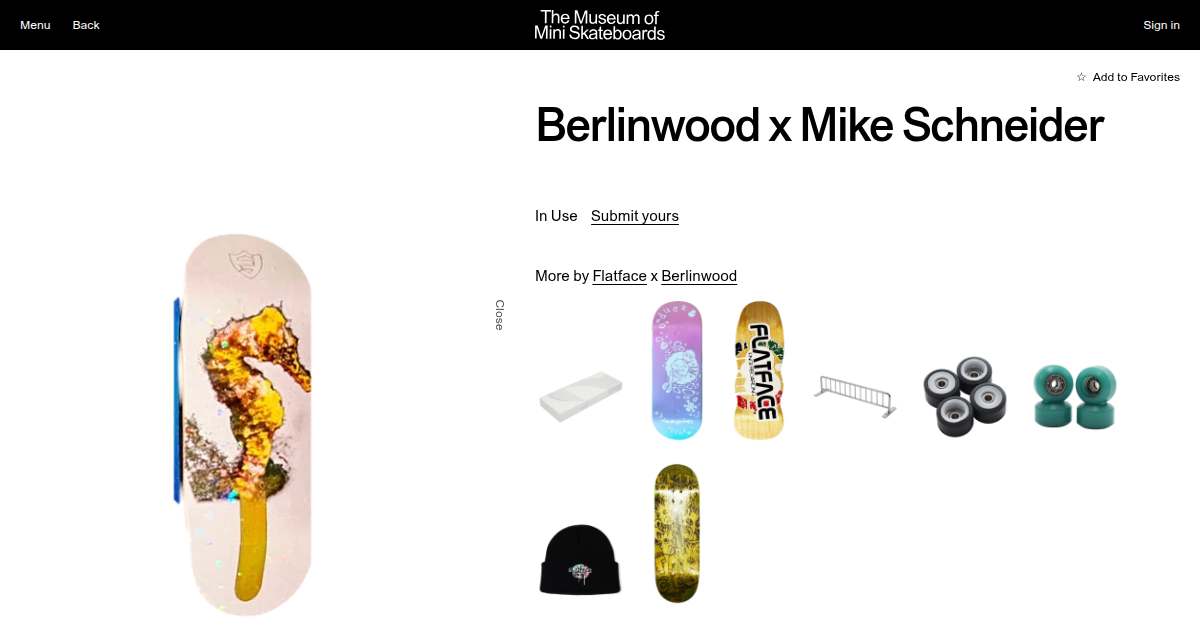 Menu
Back
The Museum of
Mini Skateboards
Sign in
☆ Add to Favorites
Berlinwood x Mike Schneider
In Use Submit yours
More by Flatface x Berlinwood
Close
FLATFACE